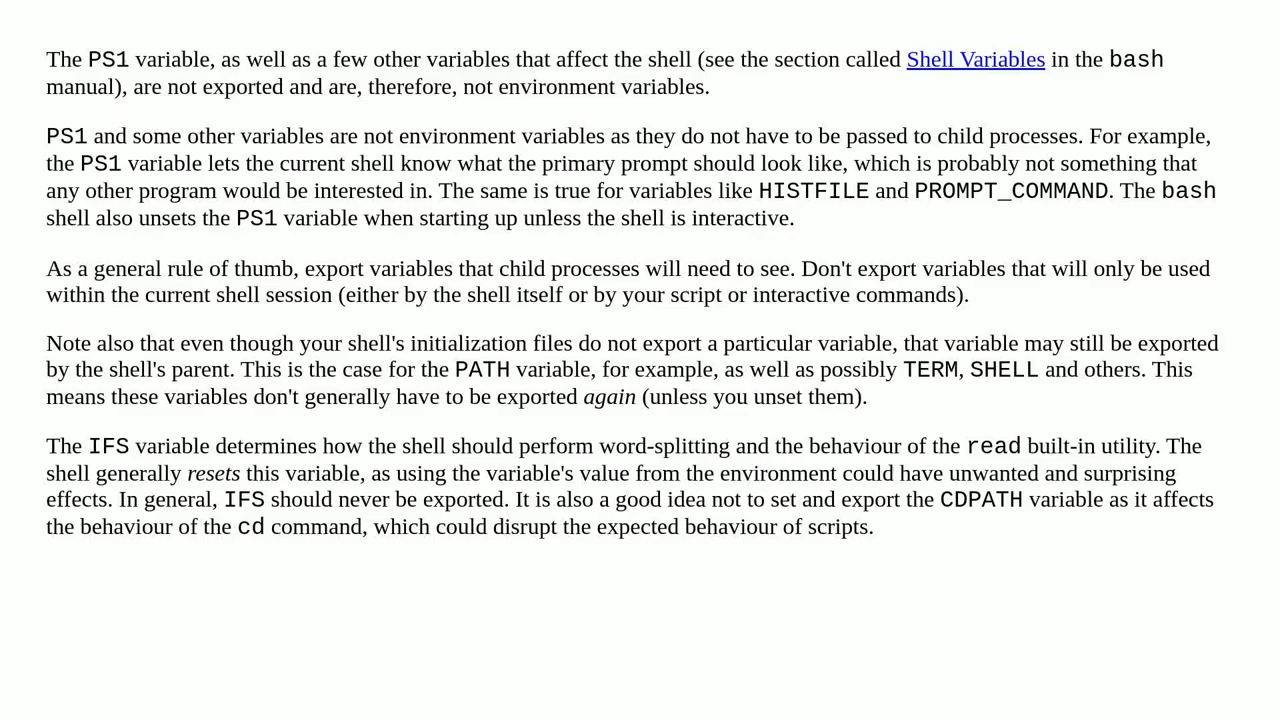 The PS1 variable, as well as a few other variables that affect the shell (see the section called Shell Variables in the bash
manual), are not exported and are, therefore, not environment variables.
PS1 and some other variables are not environment variables as they do not have to be passed to child processes. For example,
the PS1 variable lets the current shell know what the primary prompt should look like, which is probably not something that
any other program would be interested in. The same is true for variables like HISTFILE and PROMPT_COMMAND. The bash
shell also unsets the PS1 variable when starting up unless the shell is interactive.
As a general rule of thumb, export variables that child processes will need to see. Don't export variables that will only be used
within the current shell session (either by the shell itself or by your script or interactive commands).
Note also that even though your shell's initialization files do not export a particular variable, that variable may still be exported
by the shell's parent. This is the case for the PATH variable, for example, as well as possibly TERM, SHELL and others. This
means these variables don't generally have to be exported again (unless you unset them).
The IFS variable determines how the shell should perform word-splitting and the behaviour of the read built-in utility. The
shell generally resets this variable, as using the variable's value from the environment could have unwanted and surprising
effects. In general, IFS should never be exported. It is also a good idea not to set and export the CDPATH variable as it affects
the behaviour of the cd command, which could disrupt the expected behaviour of scripts.